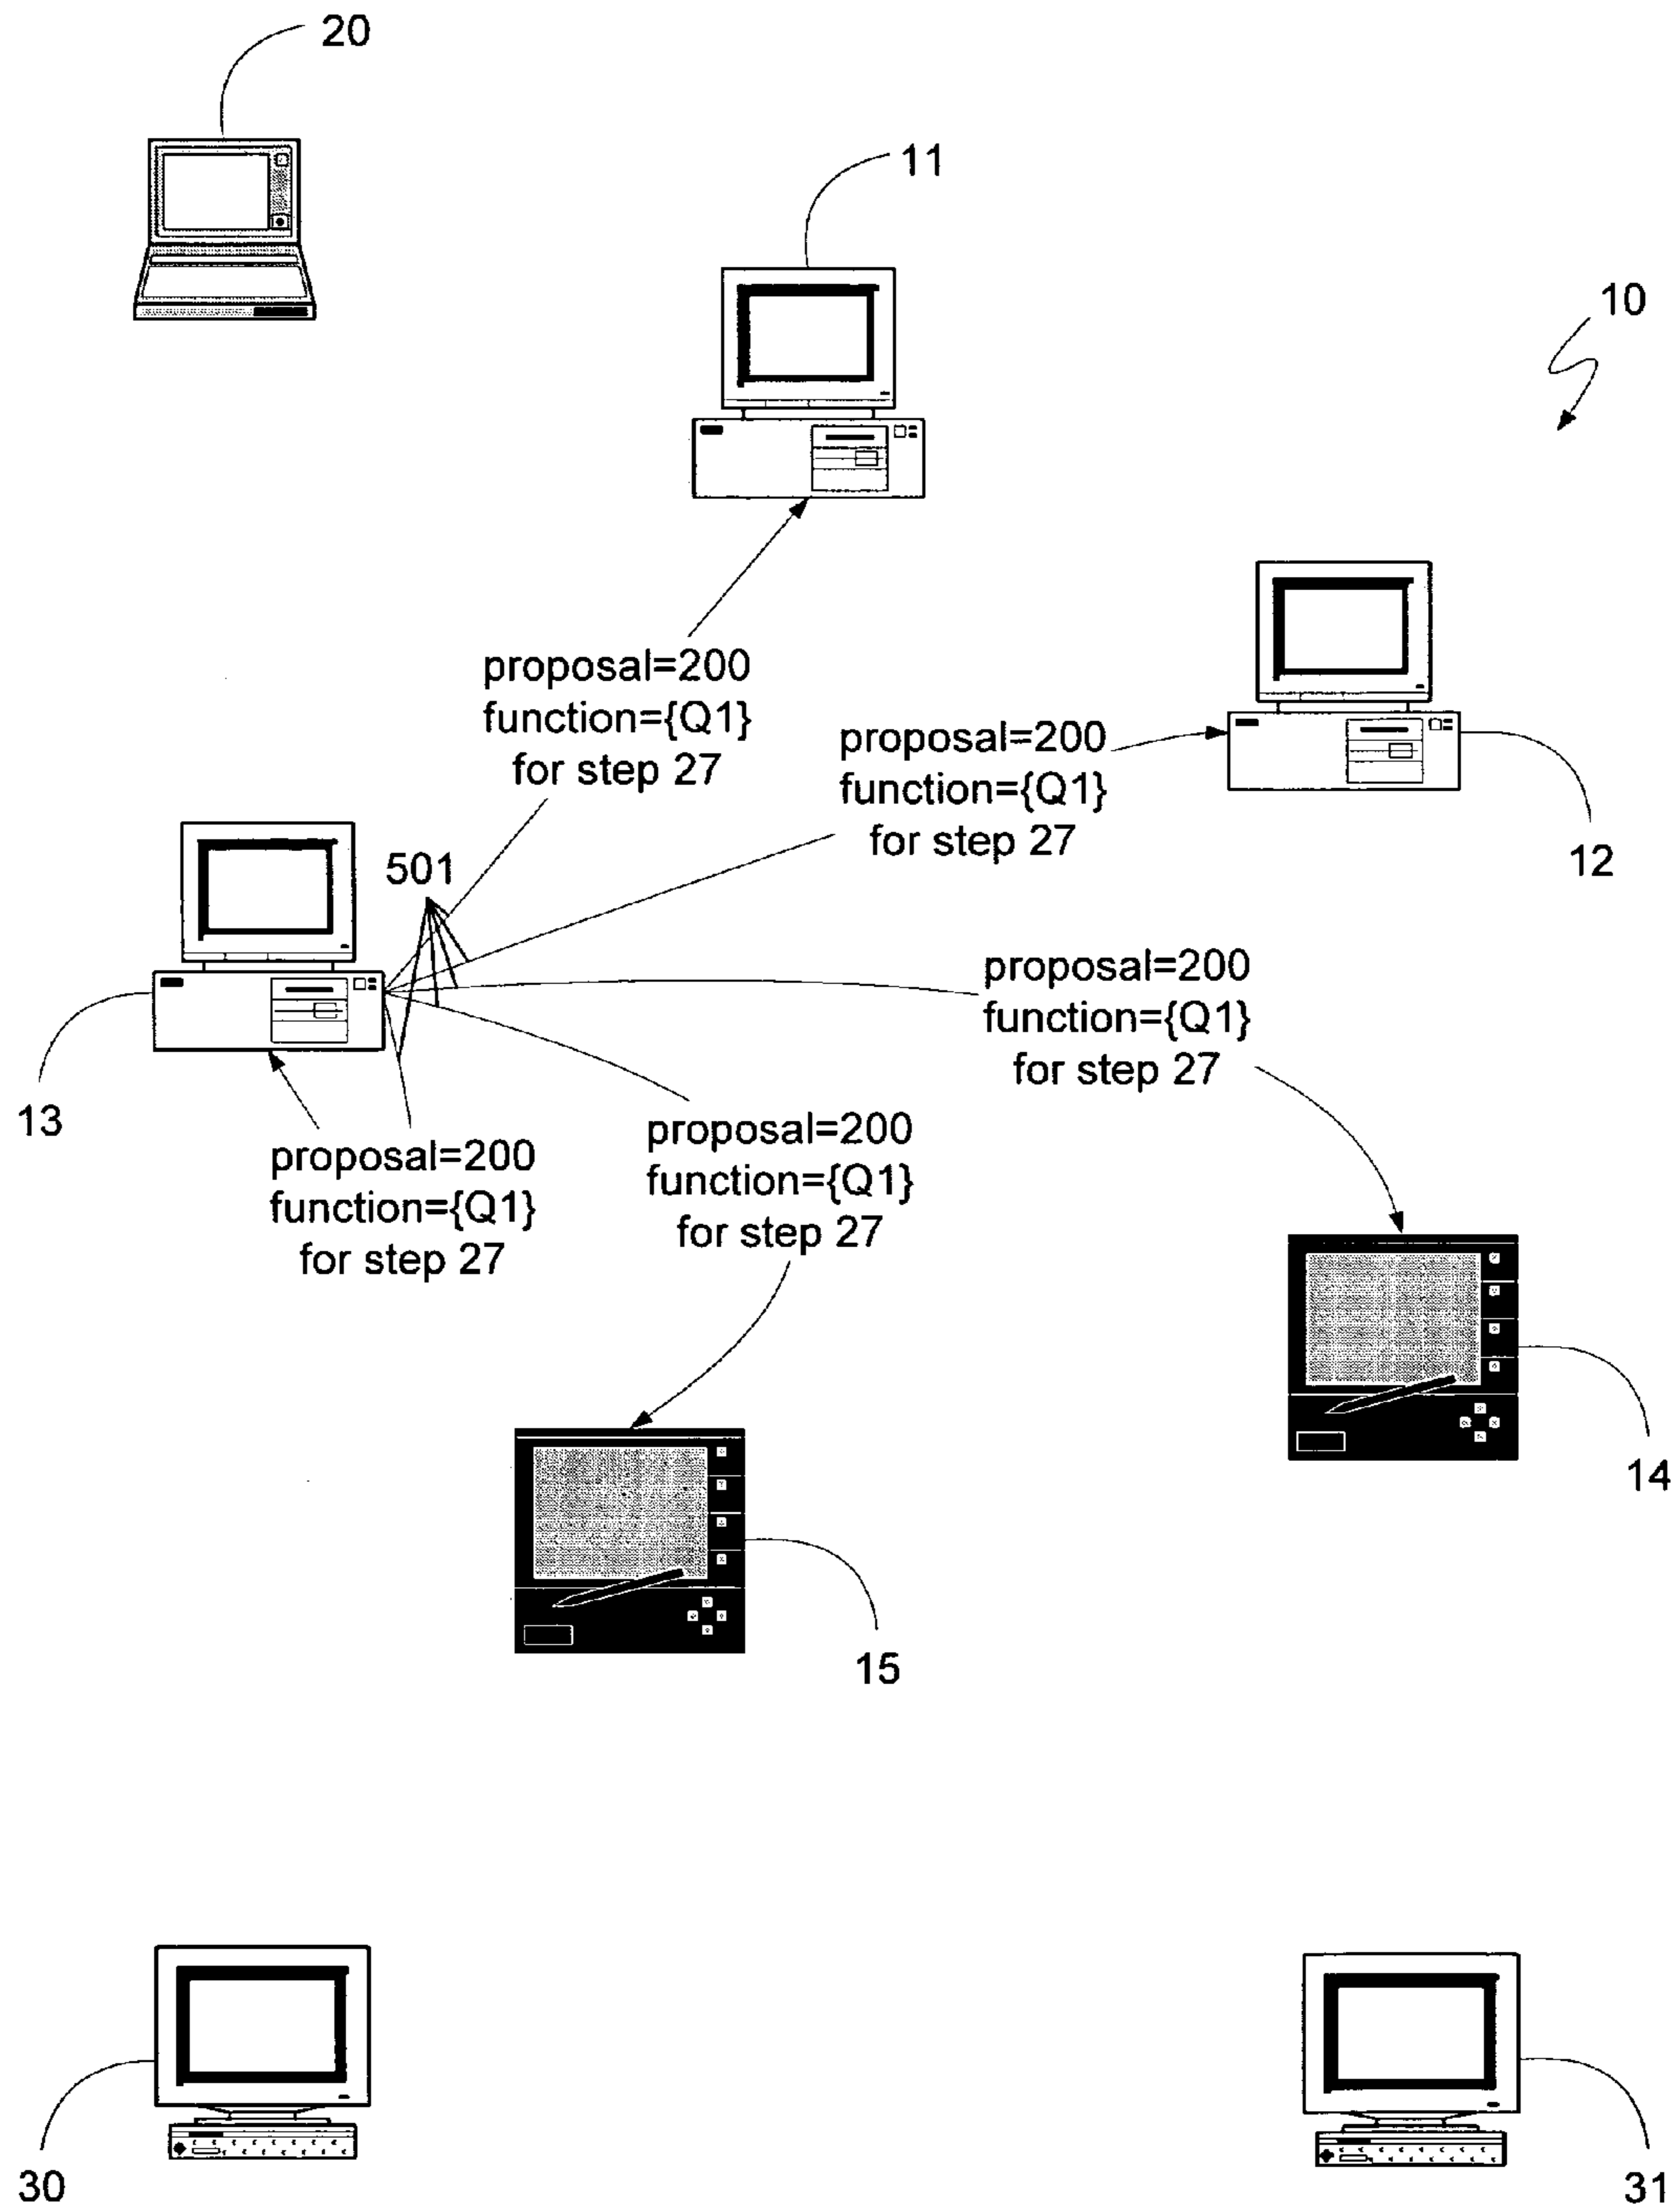 20
11
10
proposal=200
function={Q1}
for step 27
proposal=200
function={Q1}
for step 27
12
501
13
proposal=200
function={Q1}
for step 27
proposal=200
function={Q1}
for step 27
proposal=200
function={Q1}
for step 27
14
15
30
31